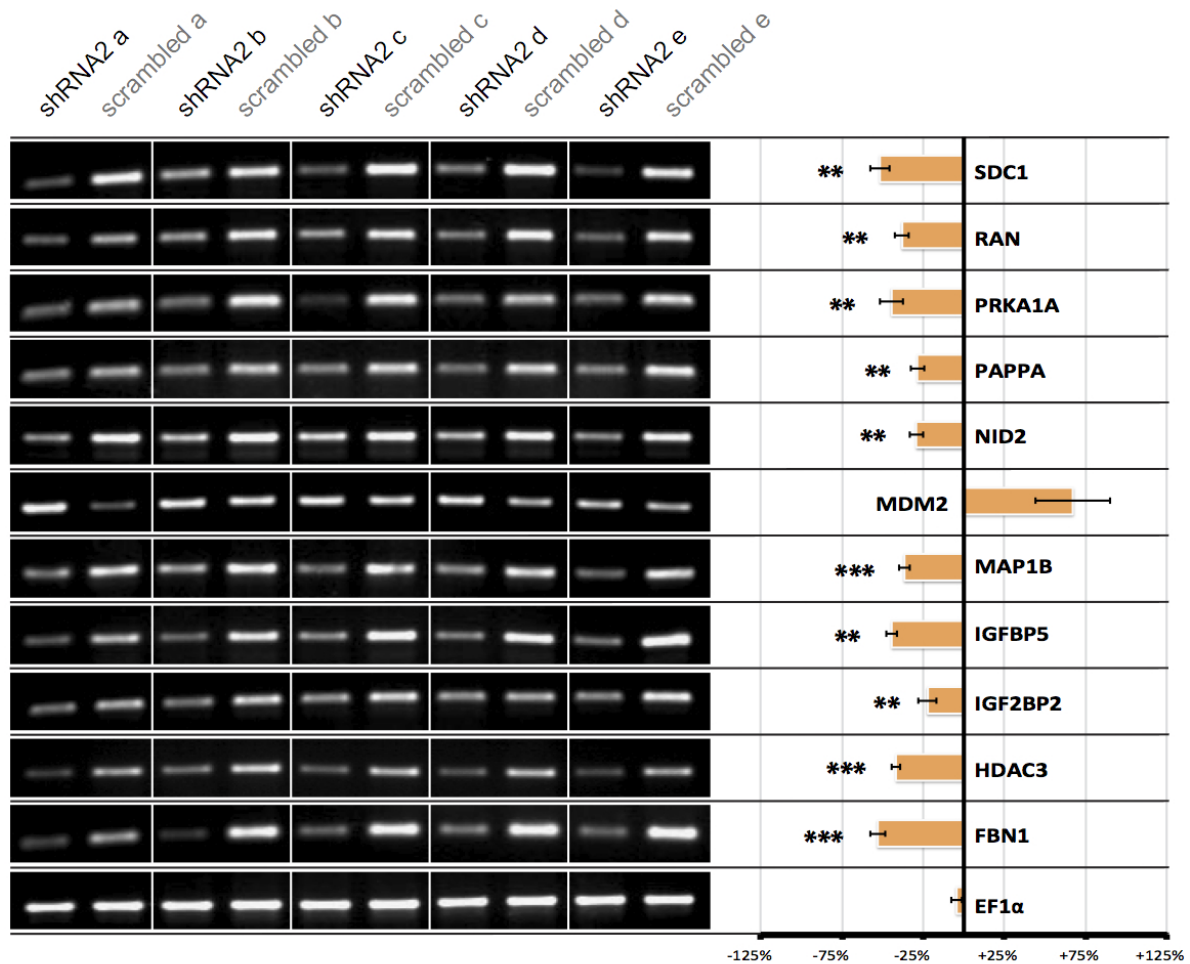 shRNA2 a
scrambled a
shRNA2 b
scrambled b
shRNA2 c
scrambled c
shRNA2 d
scrambled d
shRNA2 e
scrambled e
** SDC1
** RAN
** PRKA1A
** PAPPA
** NID2
MDM2
*** MAP1B
** IGFBP5
** IGF2BP2
*** HDAC3
*** FBN1
EF1α
-125% -75% -25% +25% +75% +125%